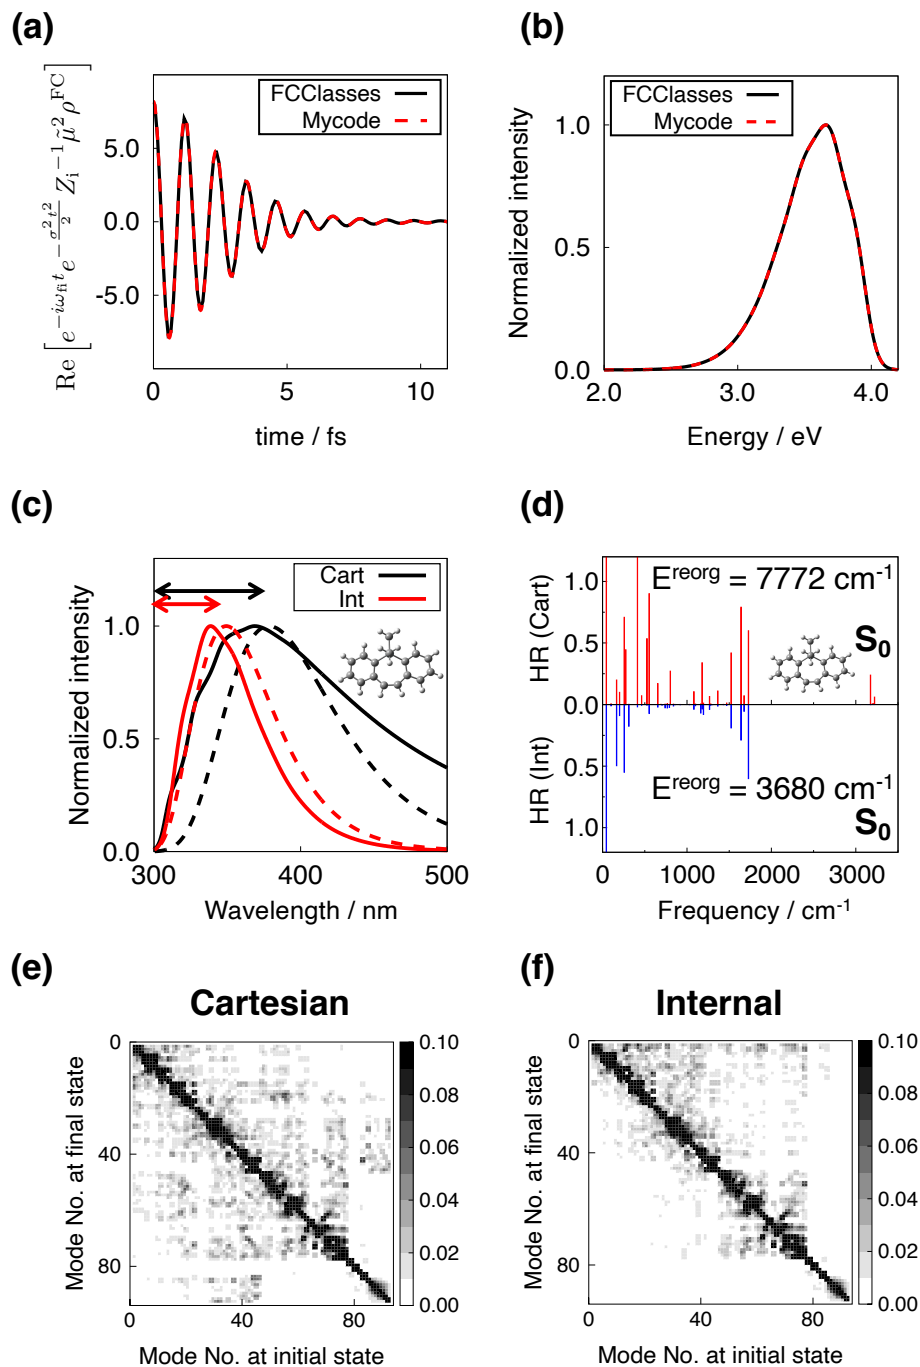 (a)
Re [e^{-iω_{fi}t} e^{-\frac{σ²t²}{2}} Z_i^{-1} \tilde{μ}² ρ^{FC}]
FCClasses
Mycode
5.0
0.0
-5.0
0 5 10
time / fs
(b)
Normalized intensity
FCClasses
Mycode
1.0
0.5
0.0
2.0 3.0 4.0
Energy / eV
(c)
Normalized intensity
Cart
Int
1.0
0.5
0.0
300 400 500
Wavelength / nm
(d)
HR (Cart)
HR (Int)
1.0
0.5
0.0
0.5
1.0
E^{reorg} = 7772 cm⁻¹
S₀
E^{reorg} = 3680 cm⁻¹
S₀
0 1000 2000 3000
Frequency / cm⁻¹
(e)
Cartesian
Mode No. at final state
0
40
80
0 40 80
Mode No. at initial state
0.10
0.08
0.06
0.04
0.02
0.00
(f)
Internal
Mode No. at final state
0
40
80
0 40 80
Mode No. at initial state
0.10
0.08
0.06
0.04
0.02
0.00